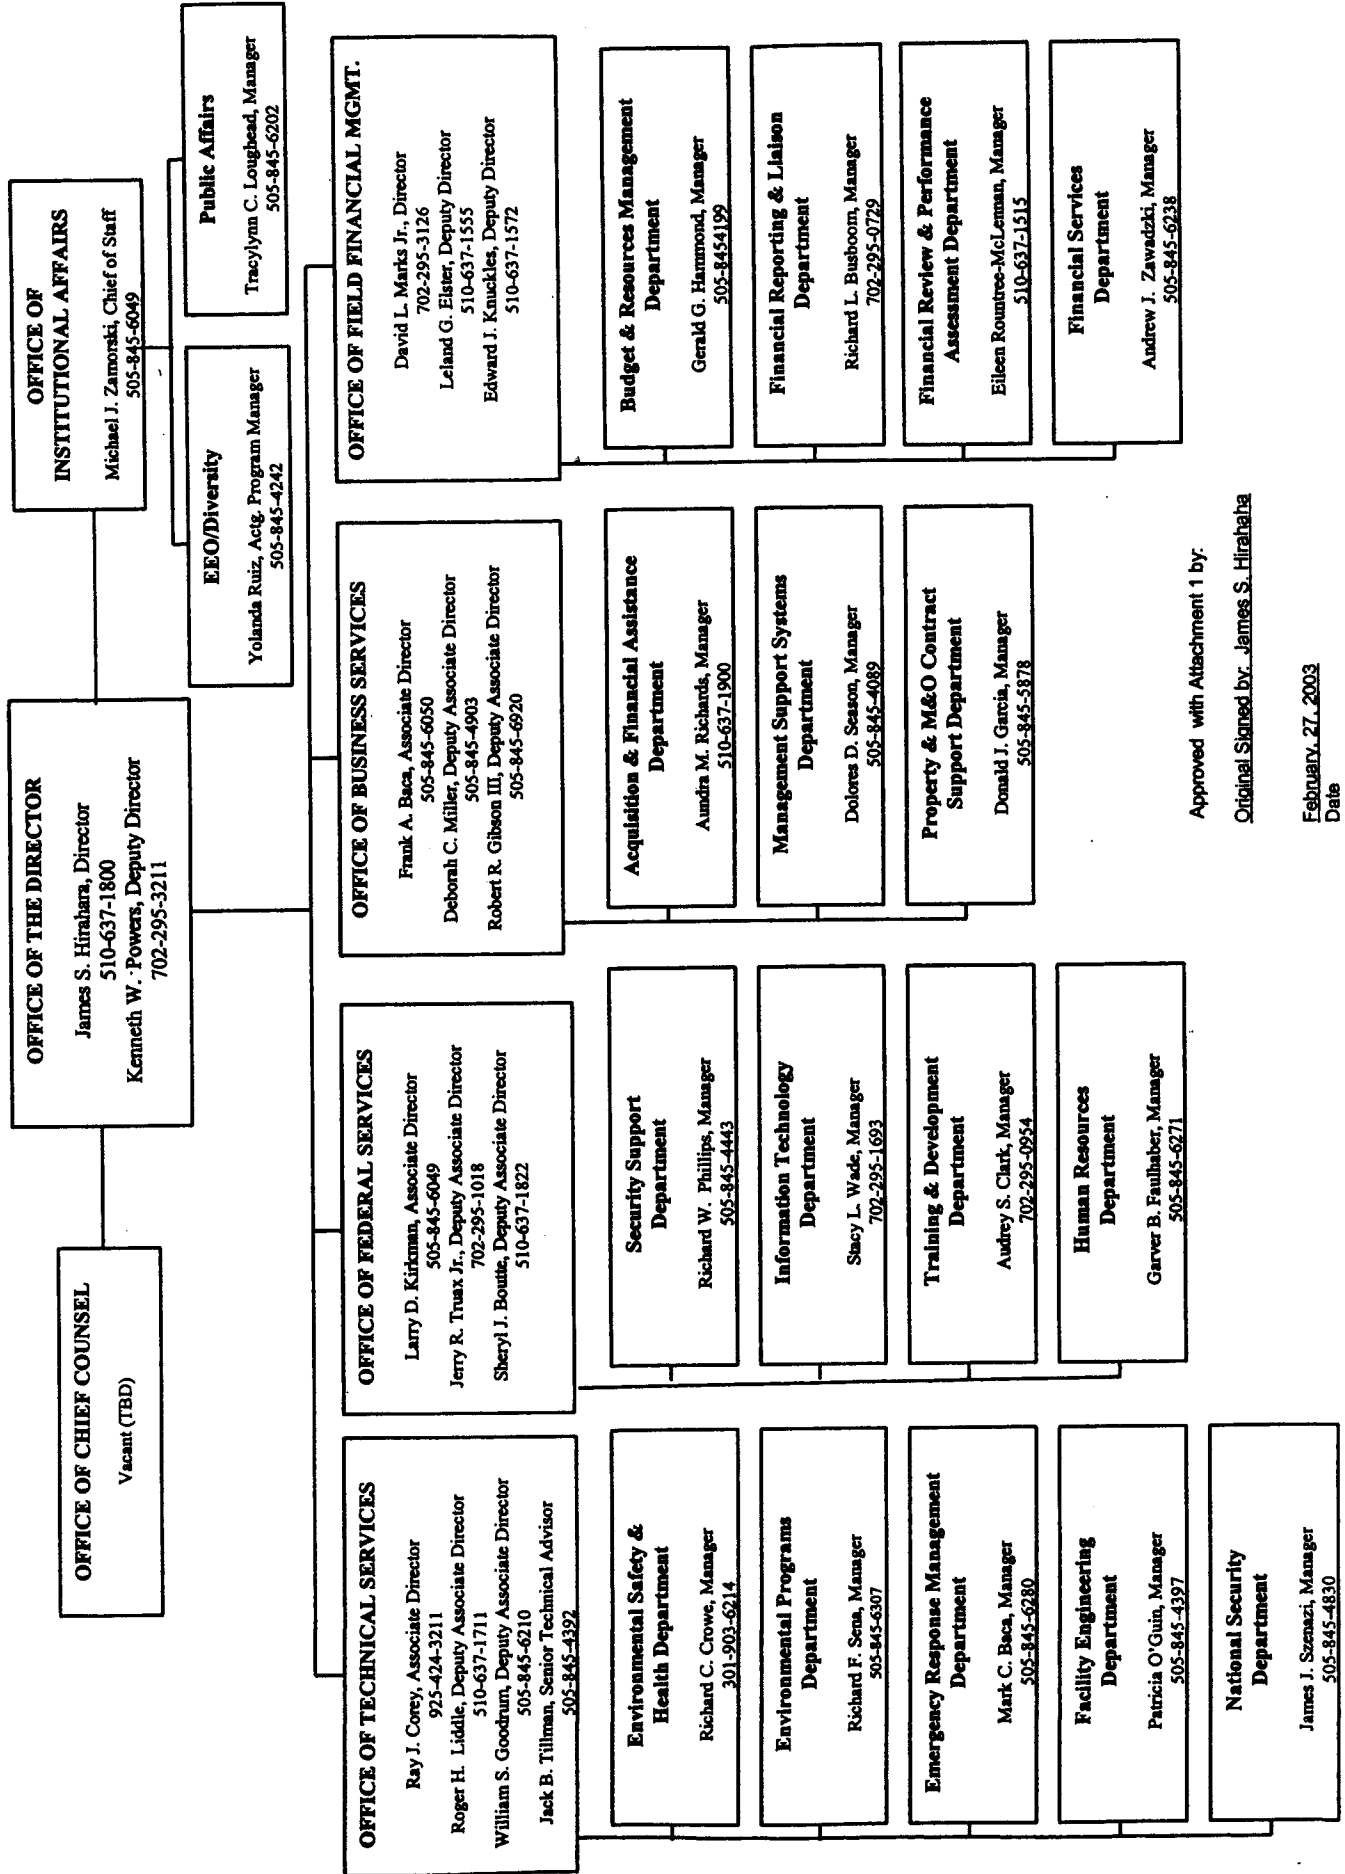 OFFICE OF CHIEF COUNSEL
Vacant (TBD)
OFFICE OF THE DIRECTOR
James S. Hirahara, Director
510-637-1800
Kenneth W. Powers, Deputy Director
702-295-3211
OFFICE OF
INSTITUTIONAL AFFAIRS
Michael J. Zamorski, Chief of Staff
505-845-6049
EEO/Diversity
Yolanda Ruiz, Actg. Program Manager
505-845-4242
Public Affairs
Tracylynn C. Loughead, Manager
505-845-6202
OFFICE OF TECHNICAL SERVICES
Ray J. Corey, Associate Director
925-424-3211
Roger H. Liddle, Deputy Associate Director
510-637-1711
William S. Goodrum, Deputy Associate Director
505-845-6210
Jack B. Tillman, Senior Technical Advisor
505-845-4392
Environmental Safety &
Health Department
Richard C. Crowe, Manager
301-903-6214
Environmental Programs
Department
Richard F. Sena, Manager
505-845-6307
Emergency Response Management
Department
Mark C. Baca, Manager
505-845-6280
Facility Engineering
Department
Patricia O'Guin, Manager
505-845-4397
National Security
Department
James J. Szenazi, Manager
505-845-4830
OFFICE OF FEDERAL SERVICES
Larry D. Kirkman, Associate Director
505-845-6049
Jerry R. Truax Jr., Deputy Associate Director
702-295-1018
Sheryl J. Boutte, Deputy Associate Director
510-637-1822
Security Support
Department
Richard W. Phillips, Manager
505-845-4443
Information Technology
Department
Stacy L. Wade, Manager
702-295-1693
Training & Development
Department
Audrey S. Clark, Manager
702-295-0954
Human Resources
Department
Garver B. Faulhaber, Manager
505-845-6271
OFFICE OF BUSINESS SERVICES
Frank A. Baca, Associate Director
505-845-6050
Deborah C. Miller, Deputy Associate Director
505-845-4903
Robert R. Gibson III, Deputy Associate Director
505-845-6920
Acquisition & Financial Assistance
Department
Aundra M. Richards, Manager
510-637-1900
Management Support Systems
Department
Dolores D. Season, Manager
505-845-4089
Property & M&O Contract
Support Department
Donald J. Garcia, Manager
505-845-5878
OFFICE OF FIELD FINANCIAL MGMT.
David L. Marks Jr., Director
702-295-3126
Leland G. Elster, Deputy Director
510-637-1555
Edward J. Knuckles, Deputy Director
510-637-1572
Budget & Resources Management
Department
Gerald G. Hammond, Manager
505-8454199
Financial Reporting & Liaison
Department
Richard L. Busboom, Manager
702-295-0729
Financial Review & Performance
Assessment Department
Eileen Rountree-McLennan, Manager
510-637-1515
Financial Services
Department
Andrew J. Zawadzki, Manager
505-845-6238
Approved with Attachment 1 by:
Original Signed by: James S. Hirahaha
February, 27, 2003
Date